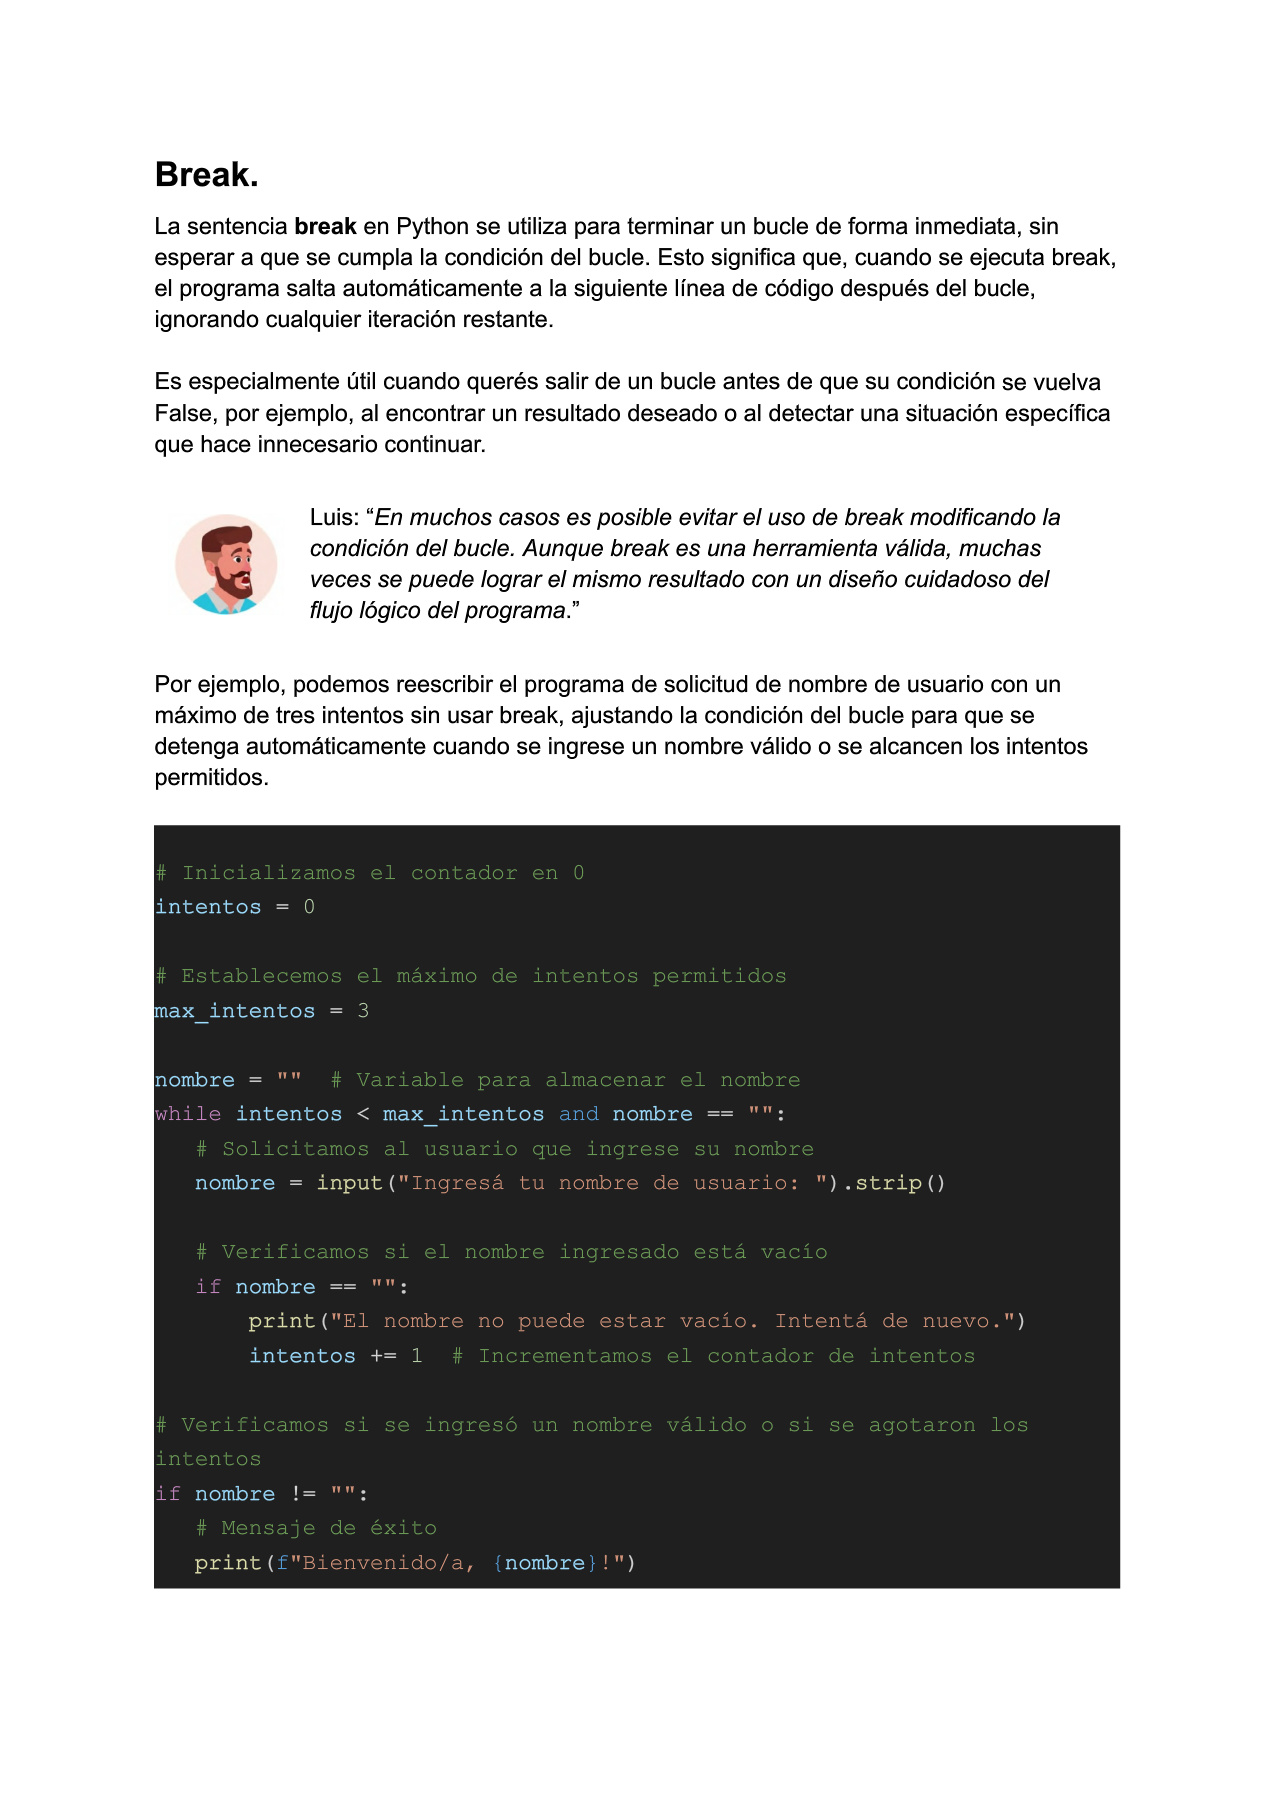 Break.
La sentencia break en Python se utiliza para terminar un bucle de forma inmediata, sin
esperar a que se cumpla la condición del bucle. Esto significa que, cuando se ejecuta break,
el programa salta automáticamente a la siguiente línea de código después del bucle,
ignorando cualquier iteración restante.
Es especialmente útil cuando querés salir de un bucle antes de que su condición se vuelva
False, por ejemplo, al encontrar un resultado deseado o al detectar una situación específica
que hace innecesario continuar.
Luis: “En muchos casos es posible evitar el uso de break modificando la
condición del bucle. Aunque break es una herramienta válida, muchas
veces se puede lograr el mismo resultado con un diseño cuidadoso del
flujo lógico del programa.”
Por ejemplo, podemos reescribir el programa de solicitud de nombre de usuario con un
máximo de tres intentos sin usar break, ajustando la condición del bucle para que se
detenga automáticamente cuando se ingrese un nombre válido o se alcancen los intentos
permitidos.
# Inicializamos el contador en 0
intentos = 0
# Establecemos el máximo de intentos permitidos
max_intentos = 3
nombre = ""  # Variable para almacenar el nombre
while intentos < max_intentos and nombre == "":
   # Solicitamos al usuario que ingrese su nombre
   nombre = input("Ingresá tu nombre de usuario: ").strip()
   # Verificamos si el nombre ingresado está vacío
   if nombre == "":
       print("El nombre no puede estar vacío. Intentá de nuevo.")
       intentos += 1  # Incrementamos el contador de intentos
# Verificamos si se ingresó un nombre válido o si se agotaron los
intentos
if nombre != "":
   # Mensaje de éxito
   print(f"Bienvenido/a, {nombre}!")